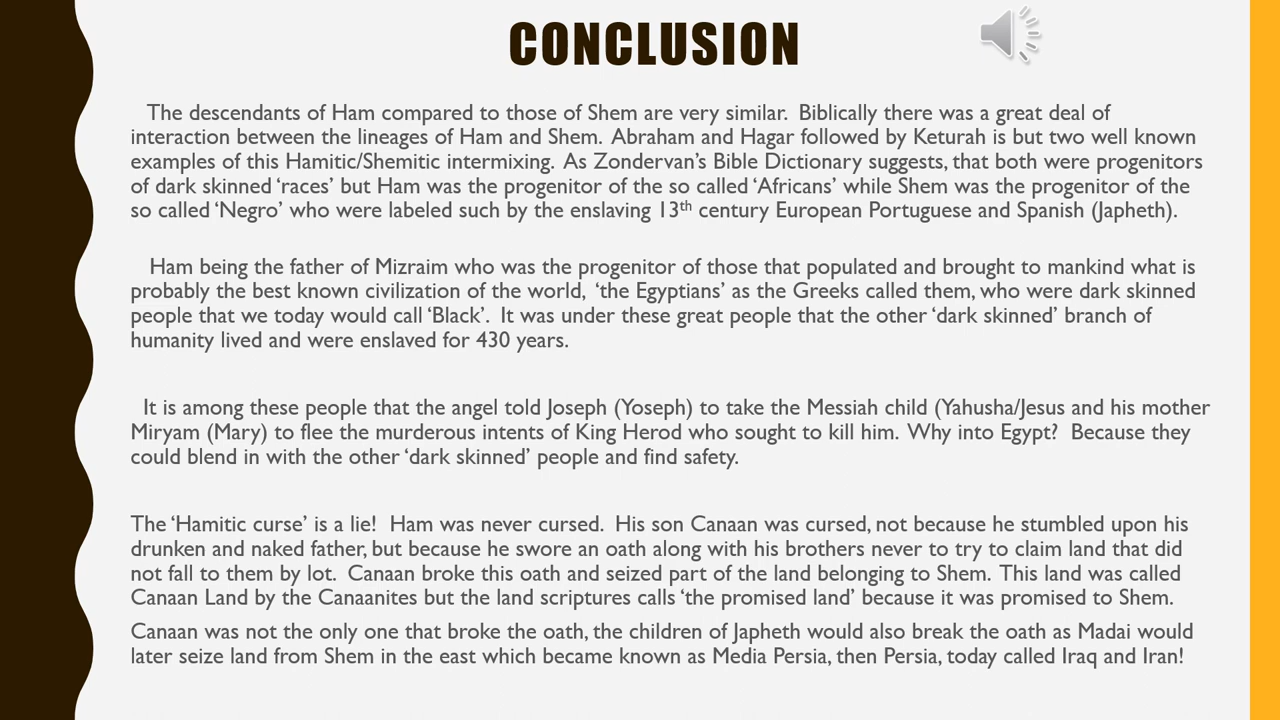 CONCLUSION
The descendants of Ham compared to those of Shem are very similar.  Biblically there was a great deal of
interaction between the lineages of Ham and Shem.  Abraham and Hagar followed by Keturah is but two well known
examples of this Hamitic/Shemitic intermixing.  As Zondervan’s Bible Dictionary suggests, that both were progenitors
of dark skinned ‘races’ but Ham was the progenitor of the so called ‘Africans’ while Shem was the progenitor of the
so called ‘Negro’ who were labeled such by the enslaving 13th century European Portuguese and Spanish (Japheth).
Ham being the father of Mizraim who was the progenitor of those that populated and brought to mankind what is
probably the best known civilization of the world,  ‘the Egyptians’ as the Greeks called them, who were dark skinned
people that we today would call ‘Black’.  It was under these great people that the other ‘dark skinned’ branch of
humanity lived and were enslaved for 430 years.
It is among these people that the angel told Joseph (Yoseph) to take the Messiah child (Yahusha/Jesus and his mother
Miryam (Mary) to flee the murderous intents of King Herod who sought to kill him.  Why into Egypt?  Because they
could blend in with the other ‘dark skinned’ people and find safety.
The ‘Hamitic curse’ is a lie!  Ham was never cursed.  His son Canaan was cursed, not because he stumbled upon his
drunken and naked father, but because he swore an oath along with his brothers never to try to claim land that did
not fall to them by lot.  Canaan broke this oath and seized part of the land belonging to Shem.  This land was called
Canaan Land by the Canaanites but the land scriptures calls ‘the promised land’ because it was promised to Shem.
Canaan was not the only one that broke the oath, the children of Japheth would also break the oath as Madai would
later seize land from Shem in the east which became known as Media Persia, then Persia, today called Iraq and Iran!